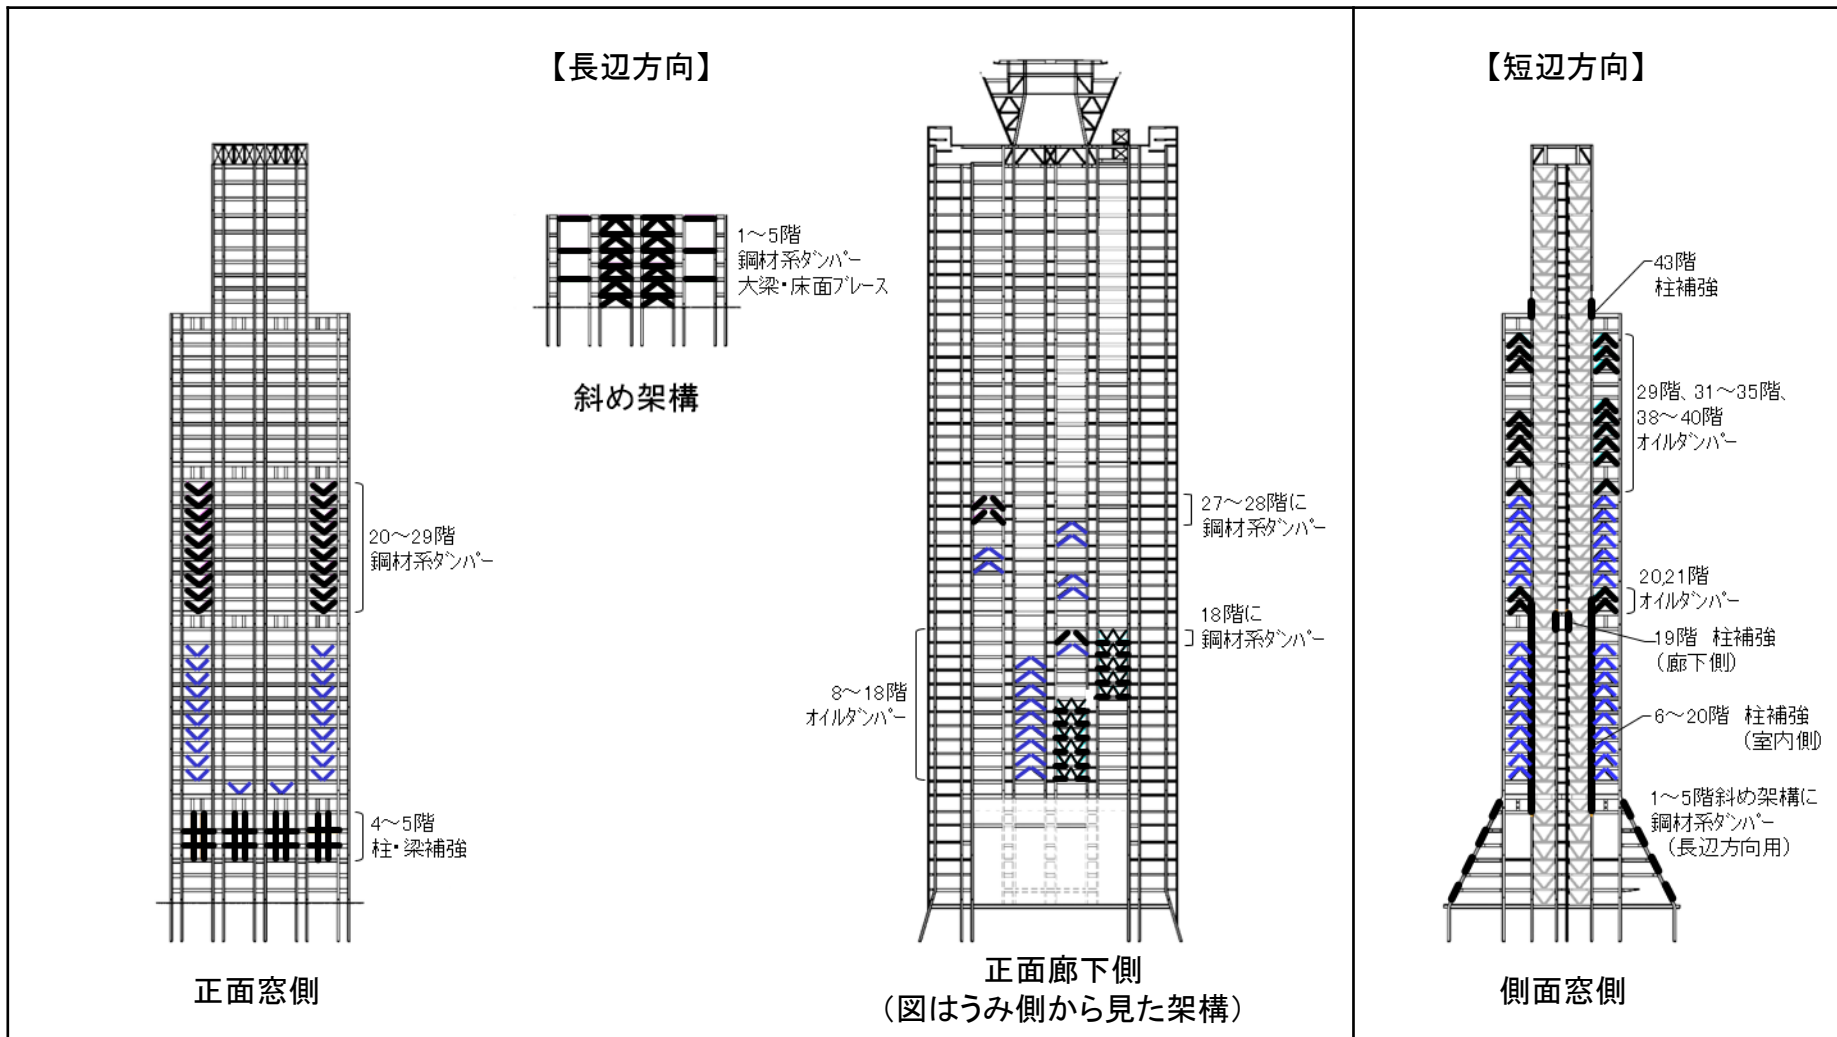 【長辺方向】
1～5階
鋼材系ダンパー
大梁・床面ブレース
斜め架構
20～29階
鋼材系ダンパー
4～5階
柱・梁補強
正面窓側
27～28階に
鋼材系ダンパー
18階に
鋼材系ダンパー
8～18階
オイルダンパー
正面廊下側
（図はうみ側から見た架構）
【短辺方向】
43階
柱補強
29階、31～35階、
38～40階
オイルダンパー
20,21階
オイルダンパー
19階 柱補強
（廊下側）
6～20階 柱補強
（室内側）
1～5階斜め架構に
鋼材系ダンパー
（長辺方向用）
側面窓側